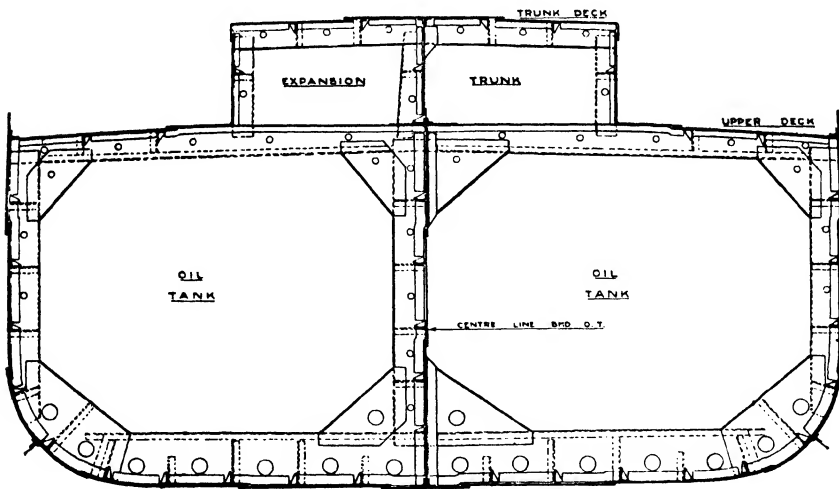 TRUNK DECK
EXPANSION TRUNK
UPPER DECK
OIL TANK
OIL TANK
CENTRE LINE BHD O.T.